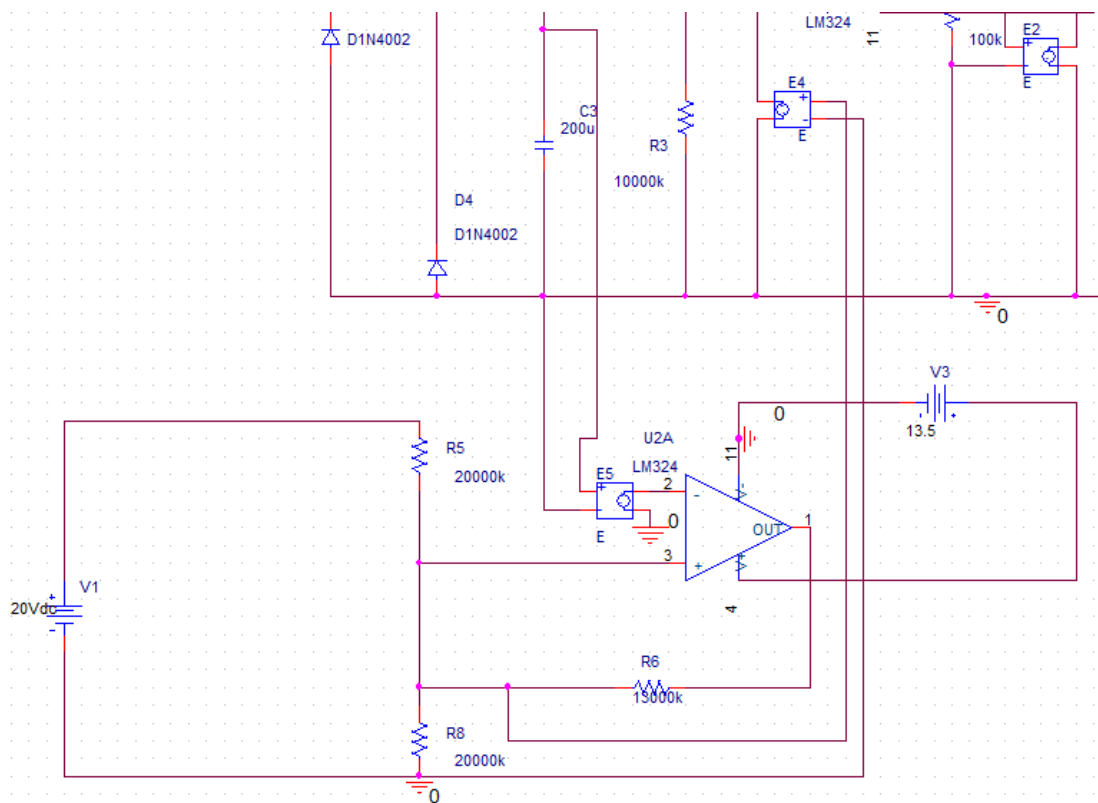 LM324
11
E2
D1N4002
100k
+
-
E4
E
+
-
E
C3
200u
R3
10000k
D4
D1N4002
0
V3
0
13.5
-
+
U2A
LM324
11
R5
20000k
E5
2
V-
+
-
-
0
OUT
1
E
3
+
V+
4
V1
+
20Vdc
-
R6
13000k
R8
20000k
0